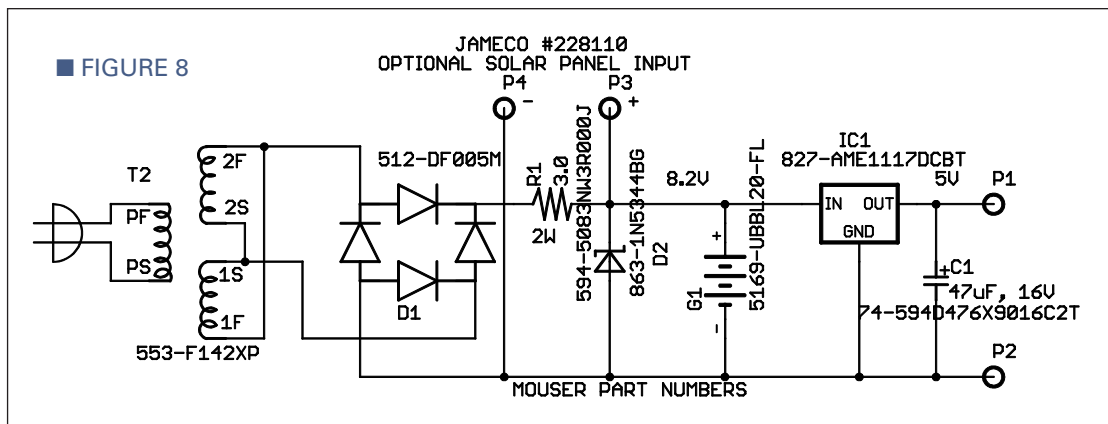 ■ FIGURE 8
JAMECO #228110
OPTIONAL SOLAR PANEL INPUT
P4
-
P3
+
T2
PF
PS
2F
2S
1S
1F
553-F142XP
512-DF005M
D1
R1
3.0
2W
594-5083NW3R000J
863-1N5344BG
D2
8.2V
+
G1
-
5169-UBBL20-FL
IC1
827-AME1117DCBT
IN OUT
GND
5V
P1
+
C1
47uF, 16V
74-594D476X9016C2T
P2
MOUSER PART NUMBERS